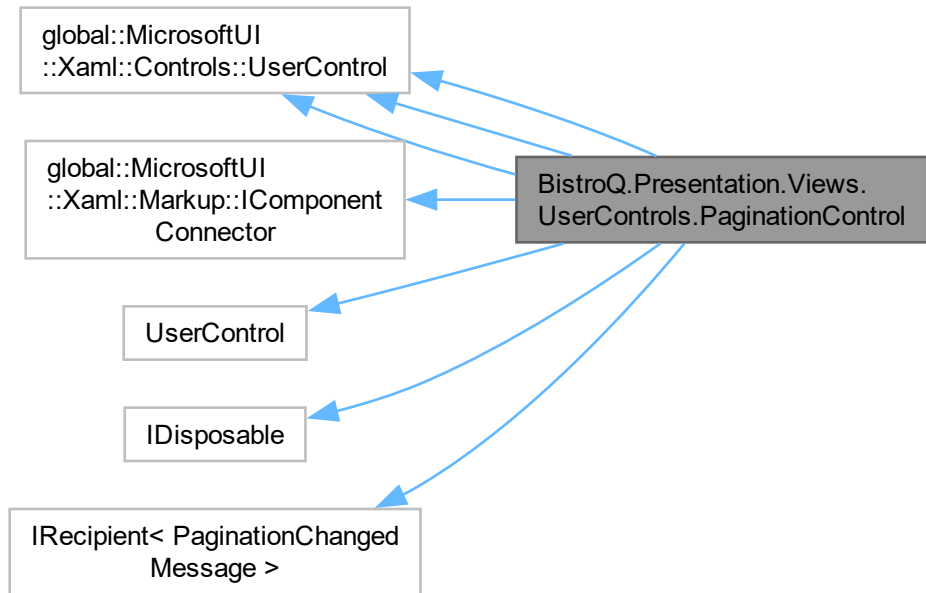 global::MicrosoftUI
::Xaml::Controls::UserControl
global::MicrosoftUI
::Xaml::Markup::IComponent
Connector
BistroQ.Presentation.Views.
UserControls.PaginationControl
UserControl
IDisposable
IRecipient< PaginationChanged
Message >